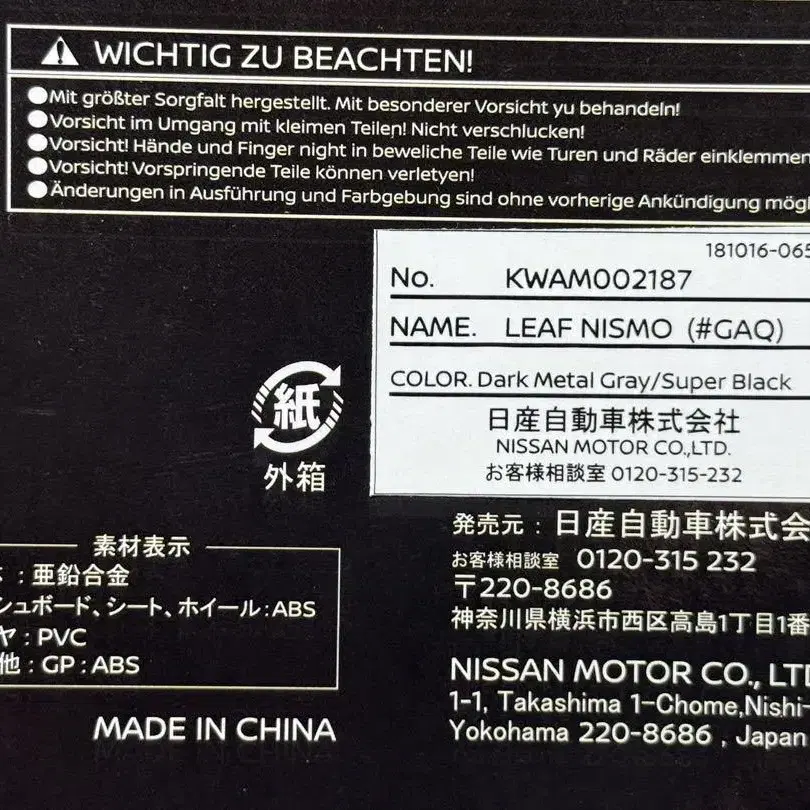 WICHTIG ZU BEACHTEN!
●Mit größter Sorgfalt hergestellt. Mit besonderer Vorsicht yu behandeln!
●Vorsicht im Umgang mit kleimen Teilen! Nicht verschlucken!
●Vorsicht! Hände und Finger night in beweliche Teile wie Turen und Räder einklemmen
●Vorsicht! Vorspringende Teile können verletyen!
●Änderungen in Ausführung und Farbgebung sind ohne vorherige Ankündigung mögl
181016-065
No. KWAM002187
NAME. LEAF NISMO (#GAQ)
COLOR. Dark Metal Gray/Super Black
日産自動車株式会社
NISSAN MOTOR CO.,LTD.
お客様相談室 0120-315-232
紙
外箱
素材表示
：亜鉛合金
シュボード、シート、ホイール：ABS
ヤ：PVC
他：GP：ABS
MADE IN CHINA
発売元：日産自動車株式会
お客様相談室 0120-315 232
〒220-8686
神奈川県横浜市西区高島1丁目1番
NISSAN MOTOR CO., LTD
1-1, Takashima 1-Chome,Nishi-
Yokohama 220-8686 , Japan